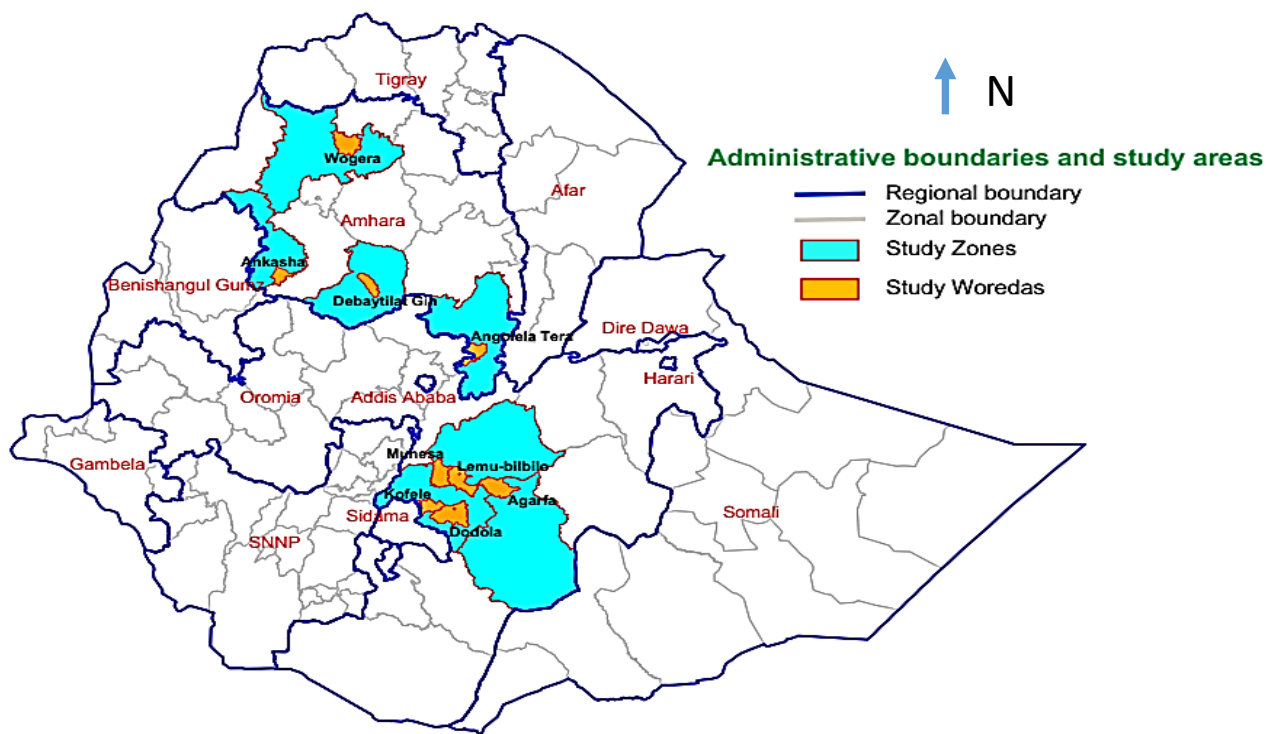 N
Administrative boundaries and study areas
Regional boundary
Zonal boundary
Study Zones
Study Woredas
Tigray
Wogera
Afar
Amhara
Ankasha
Benishangul Gumz
Debaytilat Gin
Angolela Tera
Dire Dawa
Harari
Oromia
Addis Ababa
Munesa
Lemu-bilbilo
Gambela
Kofele
Agarfa
Sidama
Somali
Dodola
SNNP